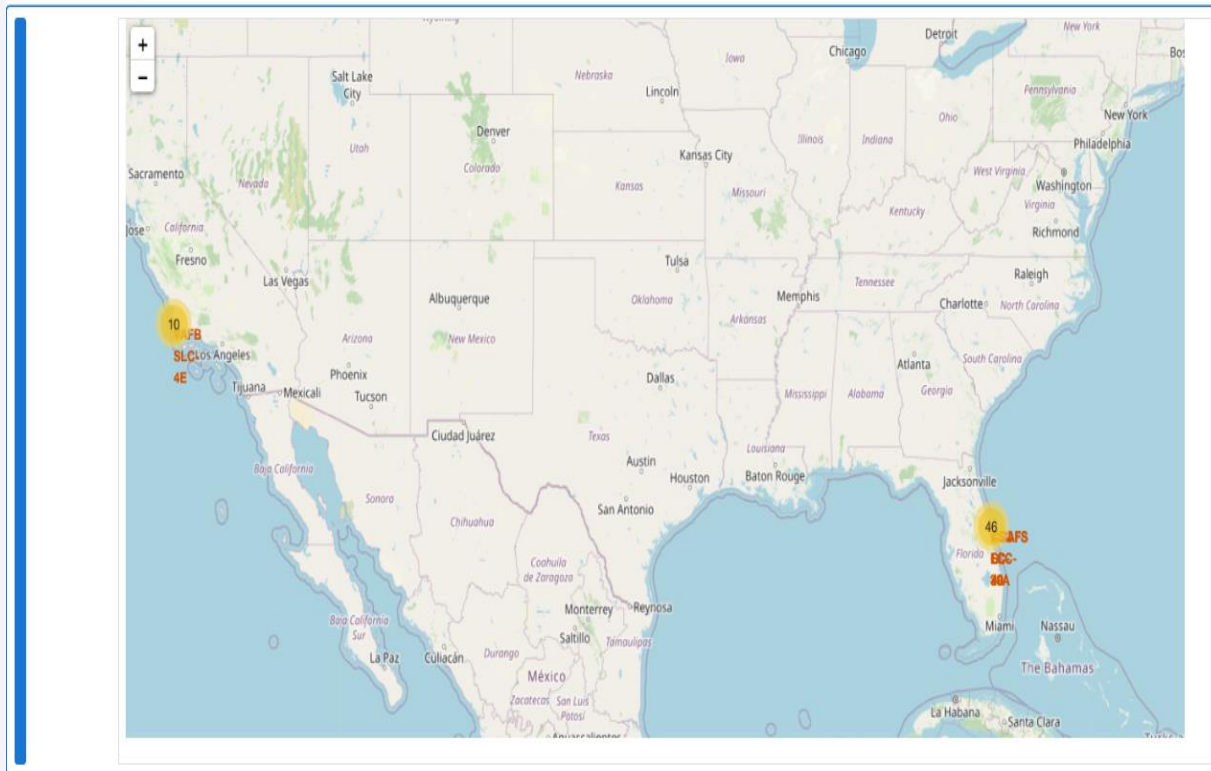 +
−
Wyoming
Detroit
New York
Chicago
Iowa
Nebraska
Salt Lake
City
Lincoln
Pennsylvania
New York
Denver
Illinois
Indiana
Ohio
Philadelphia
Utah
Kansas City
Colorado
Sacramento
West Virginia
Nevada
Kansas
Missouri
Washington
Virginia
Kentucky
Jose
California
Richmond
Fresno
Tulsa
Las Vegas
Raleigh
Tennessee
Albuquerque
Oklahoma
Memphis
Charlotte
North Carolina
Arkansas
10
AFB
Arizona
New Mexico
SLC-
Los Angeles
South Carolina
Atlanta
4E
Phoenix
Dallas
Tijuana
Mexicali
Tucson
Mississippi
Alabama
Georgia
Ciudad Juárez
Texas
Louisiana
Austin
Baja California
Houston
Baton Rouge
Jacksonville
Sonora
San Antonio
Chihuahua
46
AFS
Florida
Coahuila
de Zaragoza
Monterrey
Reynosa
Baja California
Sur
Miami
Nassau
Saltillo
Tamaulipas
La Paz
Culiacán
Durango
The Bahamas
México
Zacatecas
San Luis
Potosí
La Habana
Santa Clara
Aguascalientes